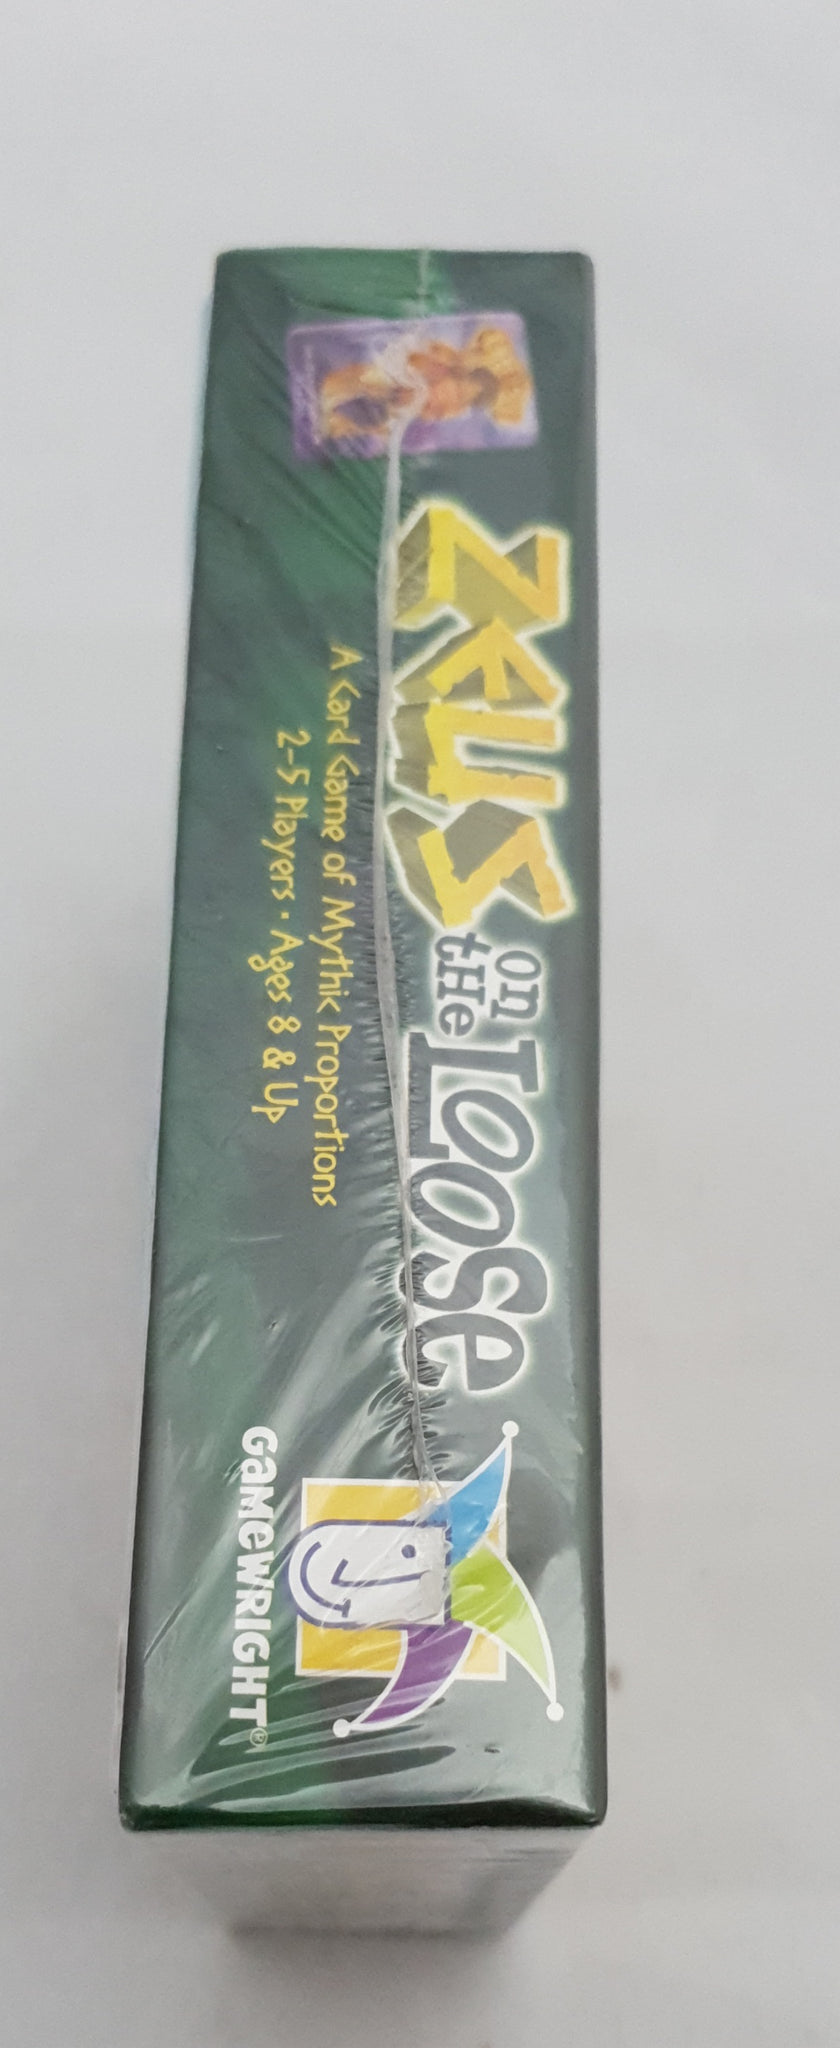 ZEUS on the Loose
A Card Game of Mythic Proportions
2-5 Players • Ages 8 & Up
GAMEWRIGHT®